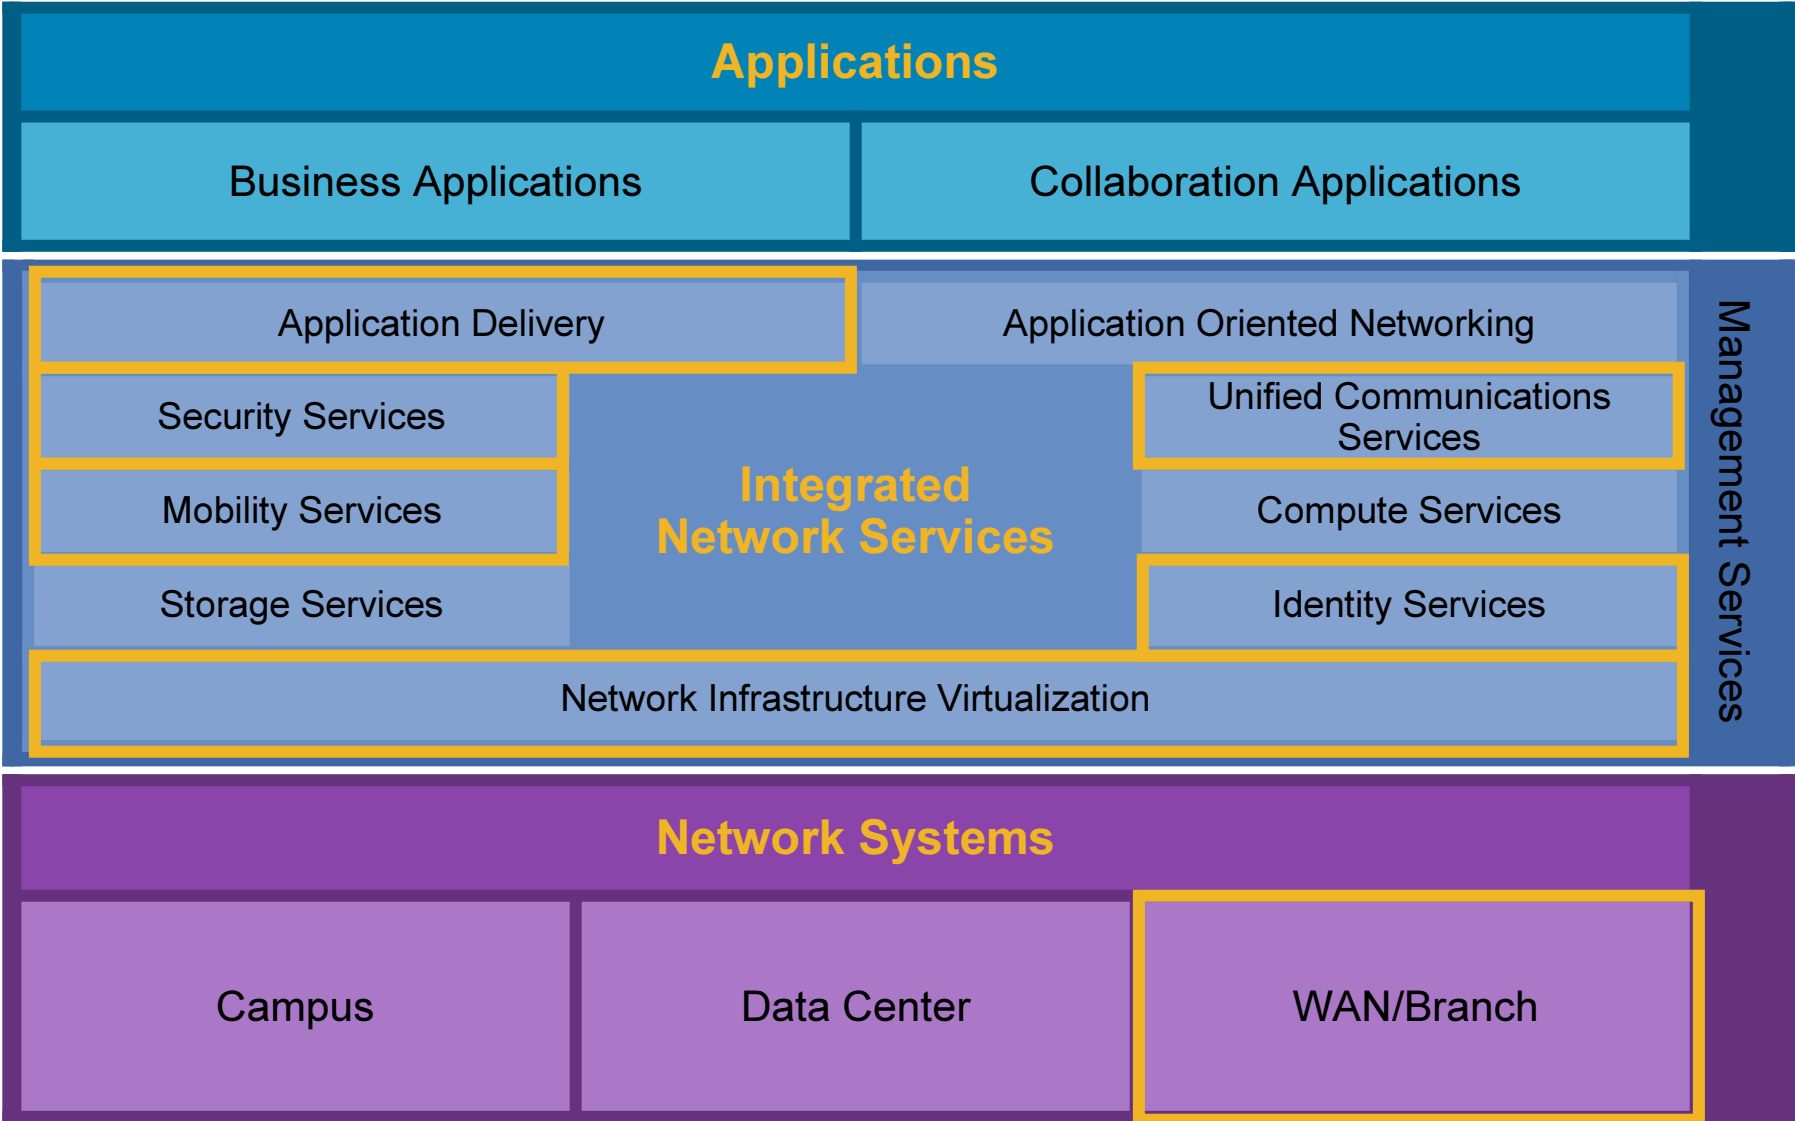 Applications
Business Applications
Collaboration Applications
Application Delivery
Application Oriented Networking
Security Services
Unified Communications
Services
Integrated
Network Services
Mobility Services
Compute Services
Storage Services
Identity Services
Network Infrastructure Virtualization
Management Services
Network Systems
Campus
Data Center
WAN/Branch